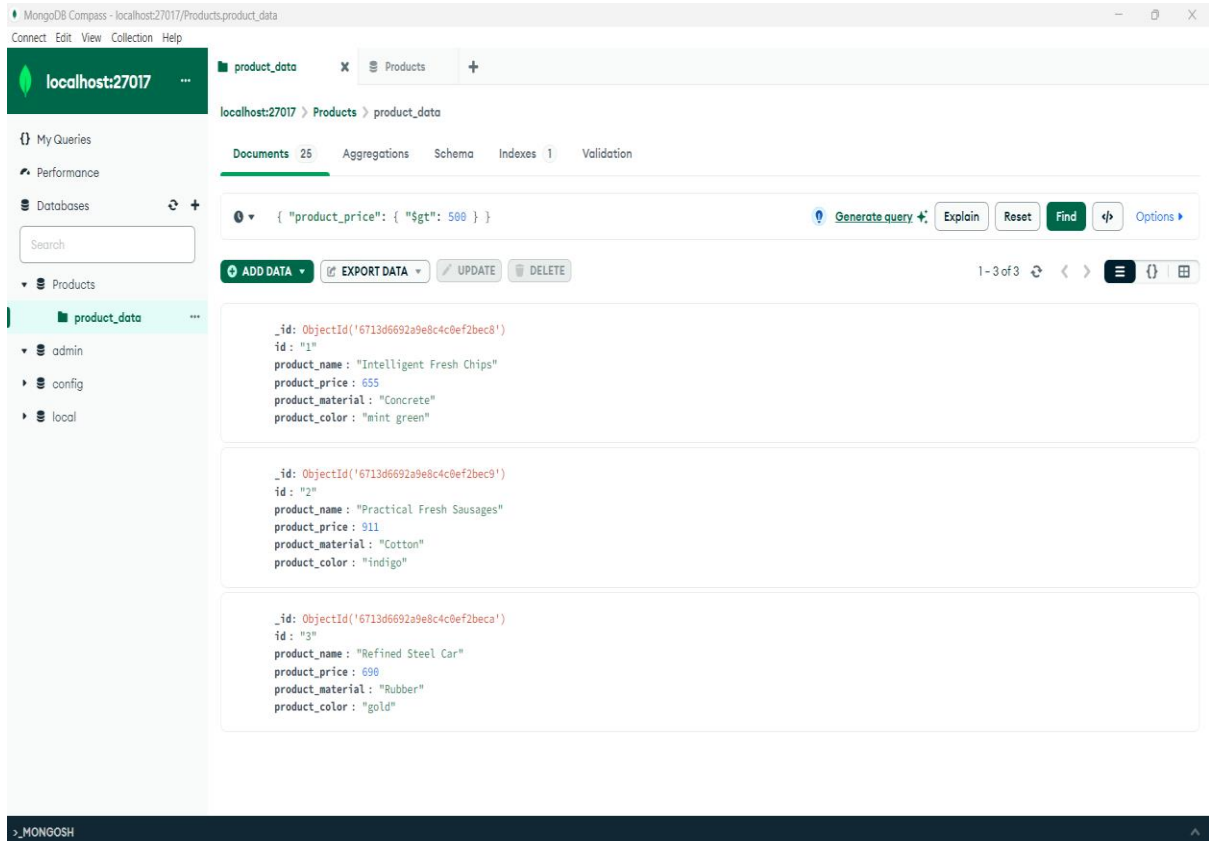 MongoDB Compass - localhost:27017/Products.product_data
Connect Edit View Collection Help
localhost:27017 ...
{} My Queries
Performance
Databases
Search
Products
product_data ...
admin
config
local
product_data Products
localhost:27017 > Products > product_data
Documents 25 Aggregations Schema Indexes 1 Validation
{ "product_price": { "$gt": 500 } }
Generate query Explain Reset Find </> Options
ADD DATA EXPORT DATA UPDATE DELETE 1 - 3 of 3 {}
_id: ObjectId('6713d6692a9e8c4c0ef2bec8')
id : "1"
product_name : "Intelligent Fresh Chips"
product_price : 655
product_material : "Concrete"
product_color : "mint green"
_id: ObjectId('6713d6692a9e8c4c0ef2bec9')
id : "2"
product_name : "Practical Fresh Sausages"
product_price : 911
product_material : "Cotton"
product_color : "indigo"
_id: ObjectId('6713d6692a9e8c4c0ef2beca')
id : "3"
product_name : "Refined Steel Car"
product_price : 690
product_material : "Rubber"
product_color : "gold"
>_MONGOSH